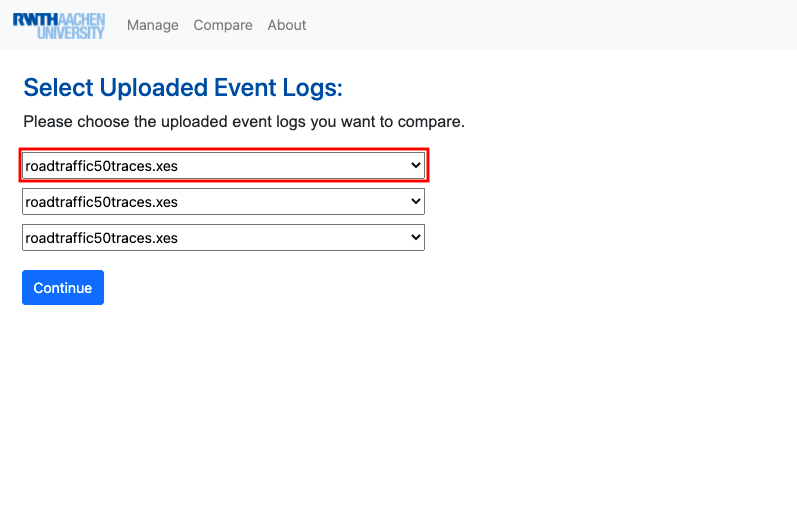 RWTH AACHEN UNIVERSITY Manage Compare About
Select Uploaded Event Logs:
Please choose the uploaded event logs you want to compare.
roadtraffic50traces.xes
roadtraffic50traces.xes
roadtraffic50traces.xes
Continue